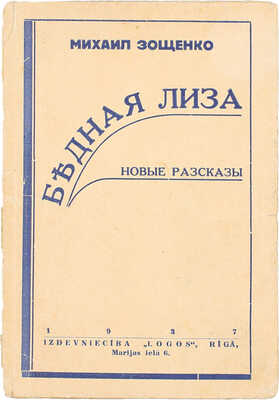 МИХАИЛ ЗОЩЕНКО
БѢДНАЯ ЛИЗА
НОВЫЕ РАЗСКАЗЫ
1 9 3 7
IZDEVNIECĪBA „LOGOS", RĪGĀ,
Marijas ielā 6.